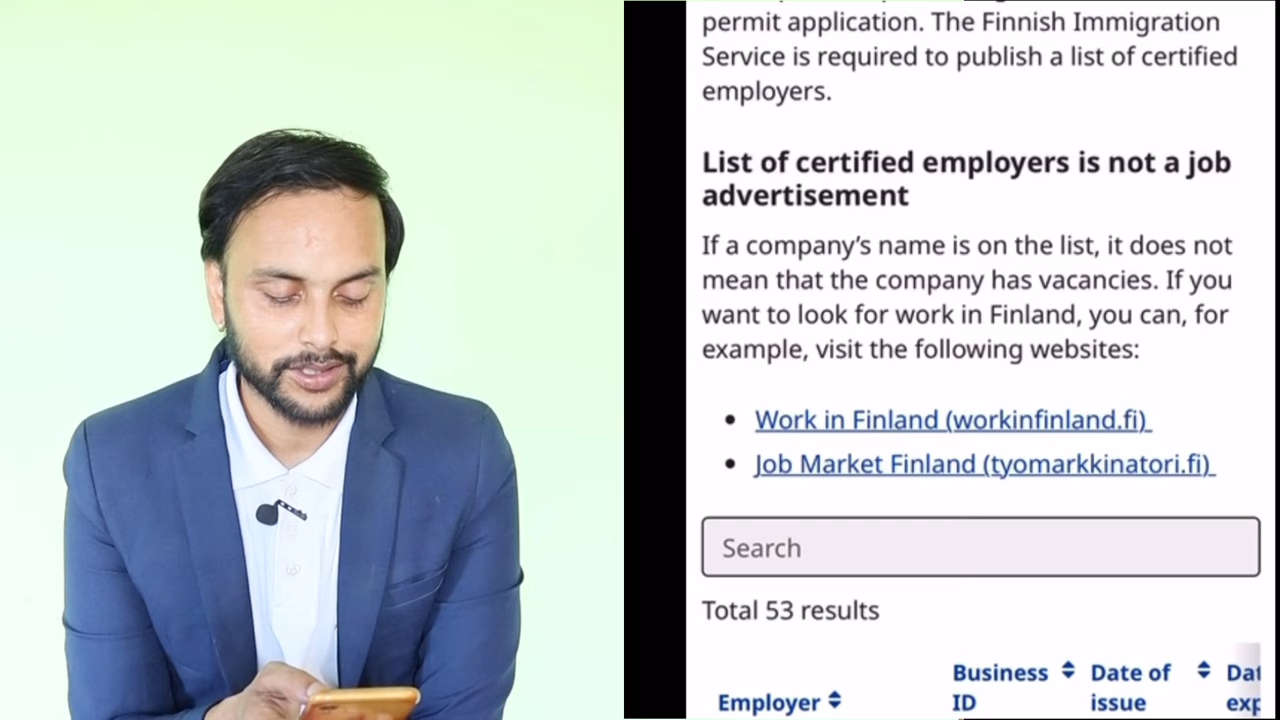 permit application. The Finnish Immigration
Service is required to publish a list of certified
employers.
List of certified employers is not a job
advertisement
If a company’s name is on the list, it does not
mean that the company has vacancies. If you
want to look for work in Finland, you can, for
example, visit the following websites:
• Work in Finland (workinfinland.fi)
• Job Market Finland (tyomarkkinatori.fi)
Search
Total 53 results
Employer Business ID Date of issue